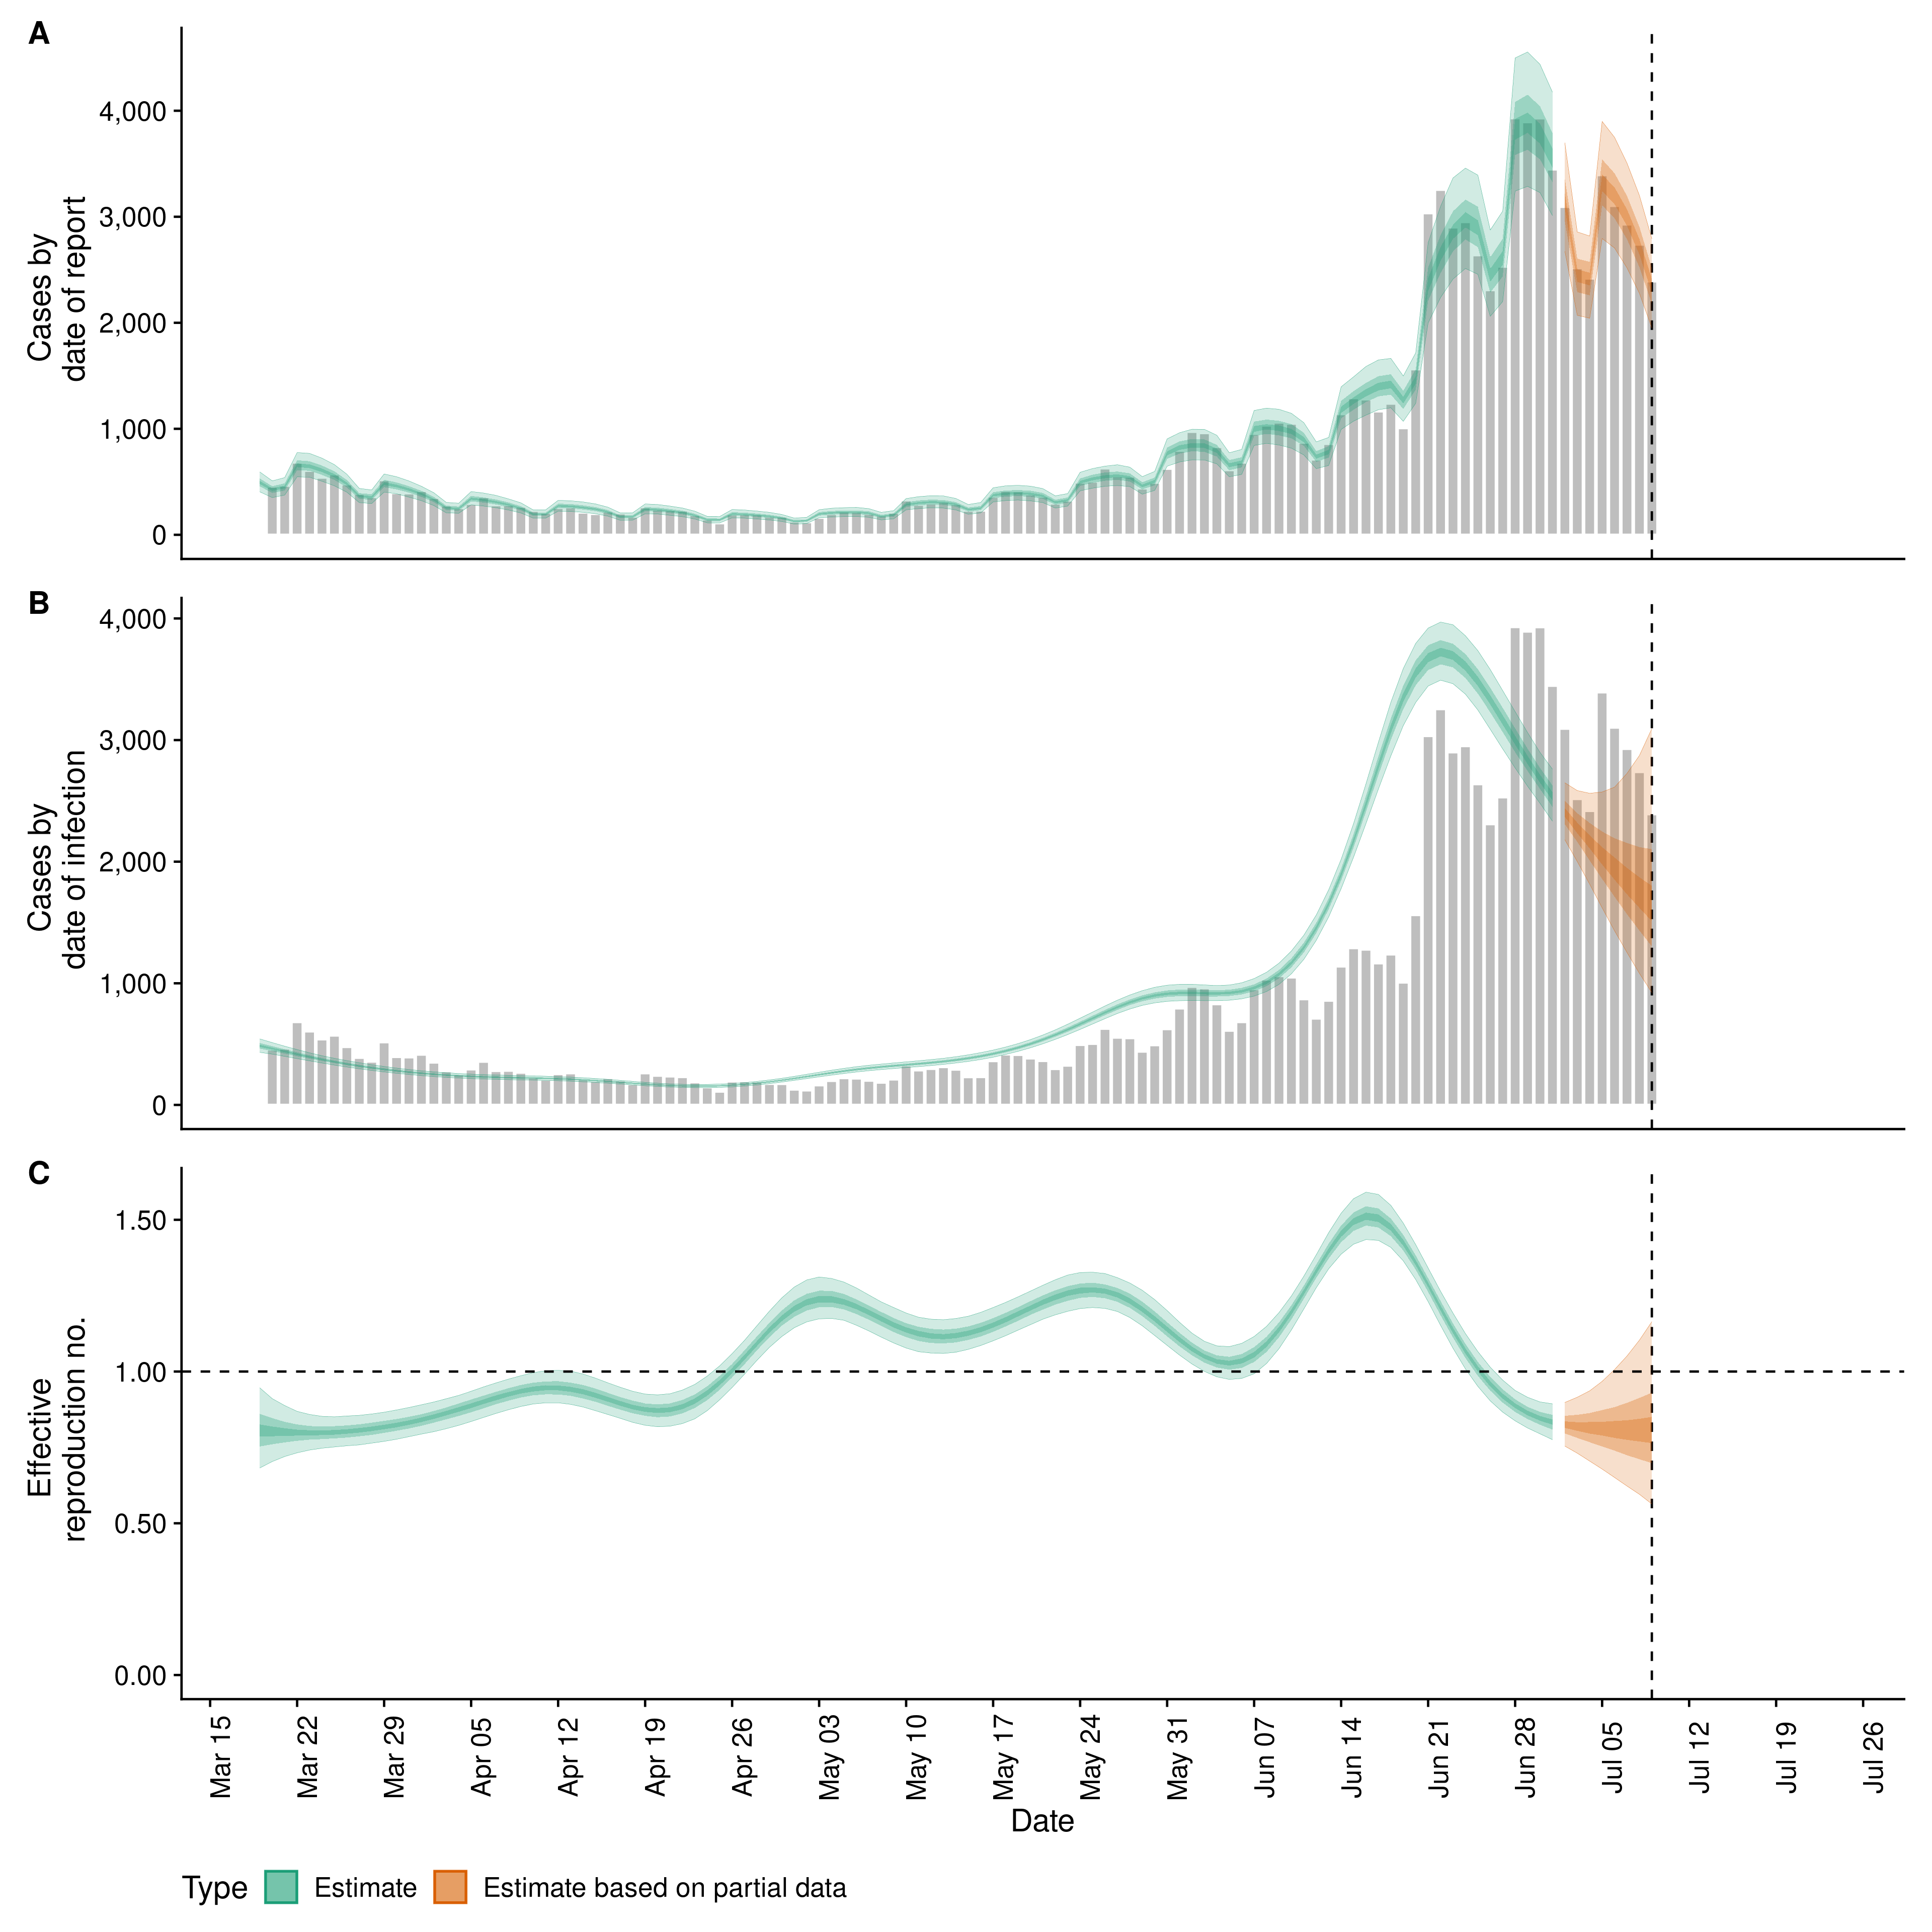 A
Cases by
date of report
4,000
3,000
2,000
1,000
0
B
Cases by
date of infection
4,000
3,000
2,000
1,000
0
C
Effective
reproduction no.
1.50
1.00
0.50
0.00
Mar 15
Mar 22
Mar 29
Apr 05
Apr 12
Apr 19
Apr 26
May 03
May 10
May 17
May 24
May 31
Jun 07
Jun 14
Jun 21
Jun 28
Jul 05
Jul 12
Jul 19
Jul 26
Date
Type
Estimate
Estimate based on partial data